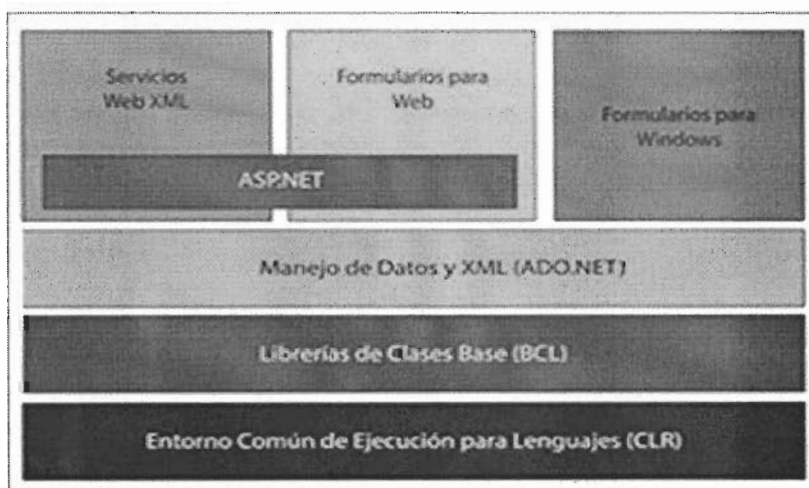 Servicios
Web XML
Formularios para
Web
Formularios para
Windows
ASP.NET
Manejo de Datos y XML (ADO.NET)
Librerías de Clases Base (BCL)
Entorno Común de Ejecución para Lenguajes (CLR)